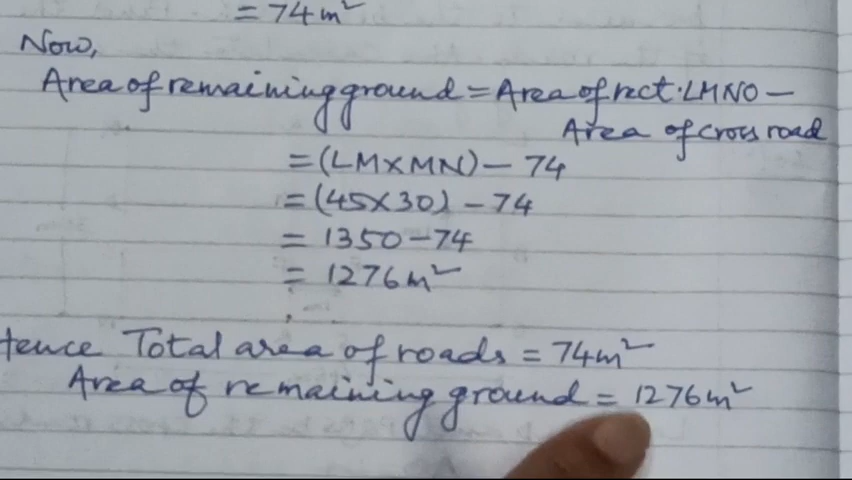 = 74m²
Now,
Area of remaining ground = Area of rect. LMNO –
Area of cross road
= (LM×MN) – 74
= (45×30) – 74
= 1350 – 74
= 1276m²
Hence Total area of roads = 74m²
Area of remaining ground = 1276m²